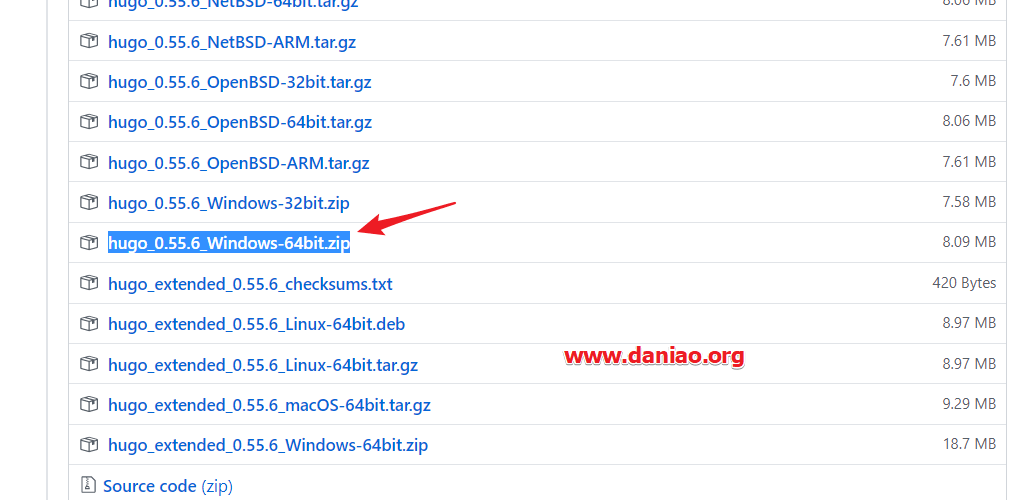 hugo_0.55.6_NetBSD-64bit.tar.gz 8.06 MB
hugo_0.55.6_NetBSD-ARM.tar.gz 7.61 MB
hugo_0.55.6_OpenBSD-32bit.tar.gz 7.6 MB
hugo_0.55.6_OpenBSD-64bit.tar.gz 8.06 MB
hugo_0.55.6_OpenBSD-ARM.tar.gz 7.61 MB
hugo_0.55.6_Windows-32bit.zip 7.58 MB
hugo_0.55.6_Windows-64bit.zip 8.09 MB
hugo_extended_0.55.6_checksums.txt 420 Bytes
hugo_extended_0.55.6_Linux-64bit.deb 8.97 MB
www.daniao.org
hugo_extended_0.55.6_Linux-64bit.tar.gz 8.97 MB
hugo_extended_0.55.6_macOS-64bit.tar.gz 9.29 MB
hugo_extended_0.55.6_Windows-64bit.zip 18.7 MB
Source code (zip)